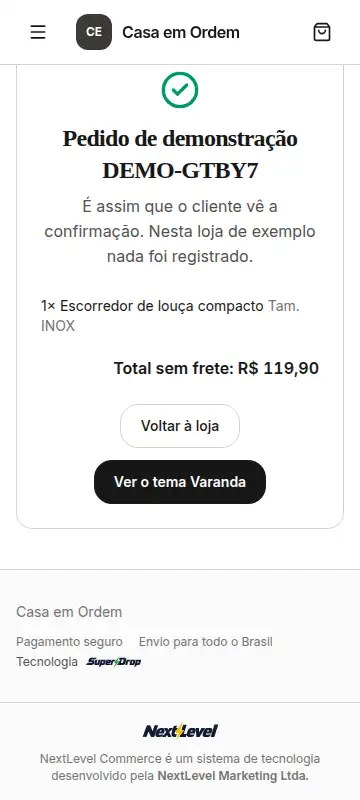 CE Casa em Ordem
Pedido de demonstração
DEMO-GTBY7
É assim que o cliente vê a
confirmação. Nesta loja de exemplo
nada foi registrado.
1× Escorredor de louça compacto Tam.
INOX
Total sem frete: R$ 119,90
Voltar à loja
Ver o tema Varanda
Casa em Ordem
Pagamento seguro Envio para todo o Brasil
Tecnologia SuperDrop
NextLevel
NextLevel Commerce é um sistema de tecnologia
desenvolvido pela NextLevel Marketing Ltda.